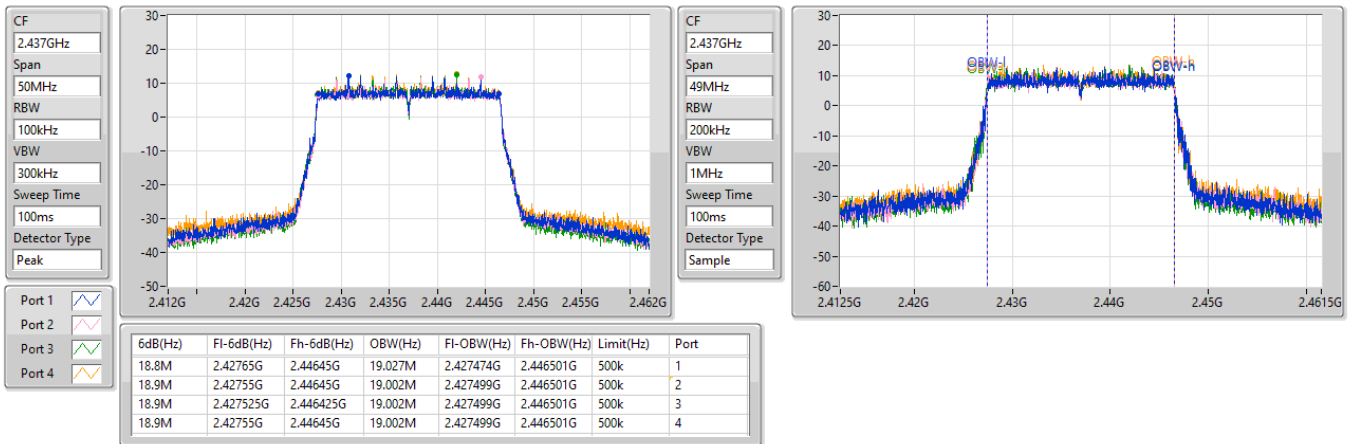 CF
2.437GHz
Span
50MHz
RBW
100kHz
VBW
300kHz
Sweep Time
100ms
Detector Type
Peak
30
20
10
0
-10
-20
-30
-40
-50
2.412G 2.42G 2.425G 2.43G 2.435G 2.44G 2.445G 2.45G 2.455G 2.462G
CF
2.437GHz
Span
49MHz
RBW
200kHz
VBW
1MHz
Sweep Time
100ms
Detector Type
Sample
30
20
10
0
-10
-20
-30
-40
-50
-60
OBW-l OBW-h
2.4125G 2.42G 2.43G 2.44G 2.45G 2.4615G
Port 1
Port 2
Port 3
Port 4
6dB(Hz) Fl-6dB(Hz) Fh-6dB(Hz) OBW(Hz) Fl-OBW(Hz) Fh-OBW(Hz) Limit(Hz) Port
18.8M 2.42765G 2.44645G 19.027M 2.427474G 2.446501G 500k 1
18.9M 2.42755G 2.44645G 19.002M 2.427499G 2.446501G 500k 2
18.9M 2.427525G 2.446425G 19.002M 2.427499G 2.446501G 500k 3
18.9M 2.42755G 2.44645G 19.002M 2.427499G 2.446501G 500k 4